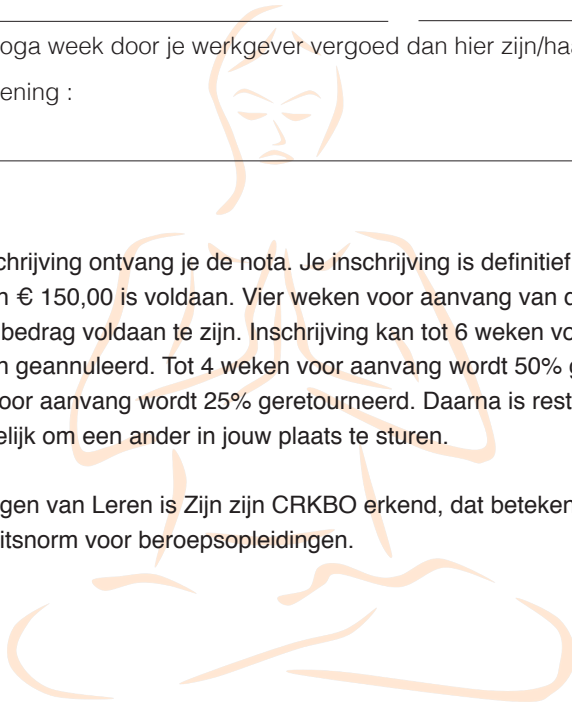 oga week door je werkgever vergoed dan hier zijn/ha
ening :
chrijving ontvang je de nota. Je inschrijving is definitief
n € 150,00 is voldaan. Vier weken voor aanvang van
bedrag voldaan te zijn. Inschrijving kan tot 6 weken vo
n geannuleerd. Tot 4 weken voor aanvang wordt 50%
oor aanvang wordt 25% geretourneerd. Daarna is rest
elijk om een ander in jouw plaats te sturen.
gen van Leren is Zijn zijn CRKBO erkend, dat beteken
itsnorm voor beroepsopleidingen.